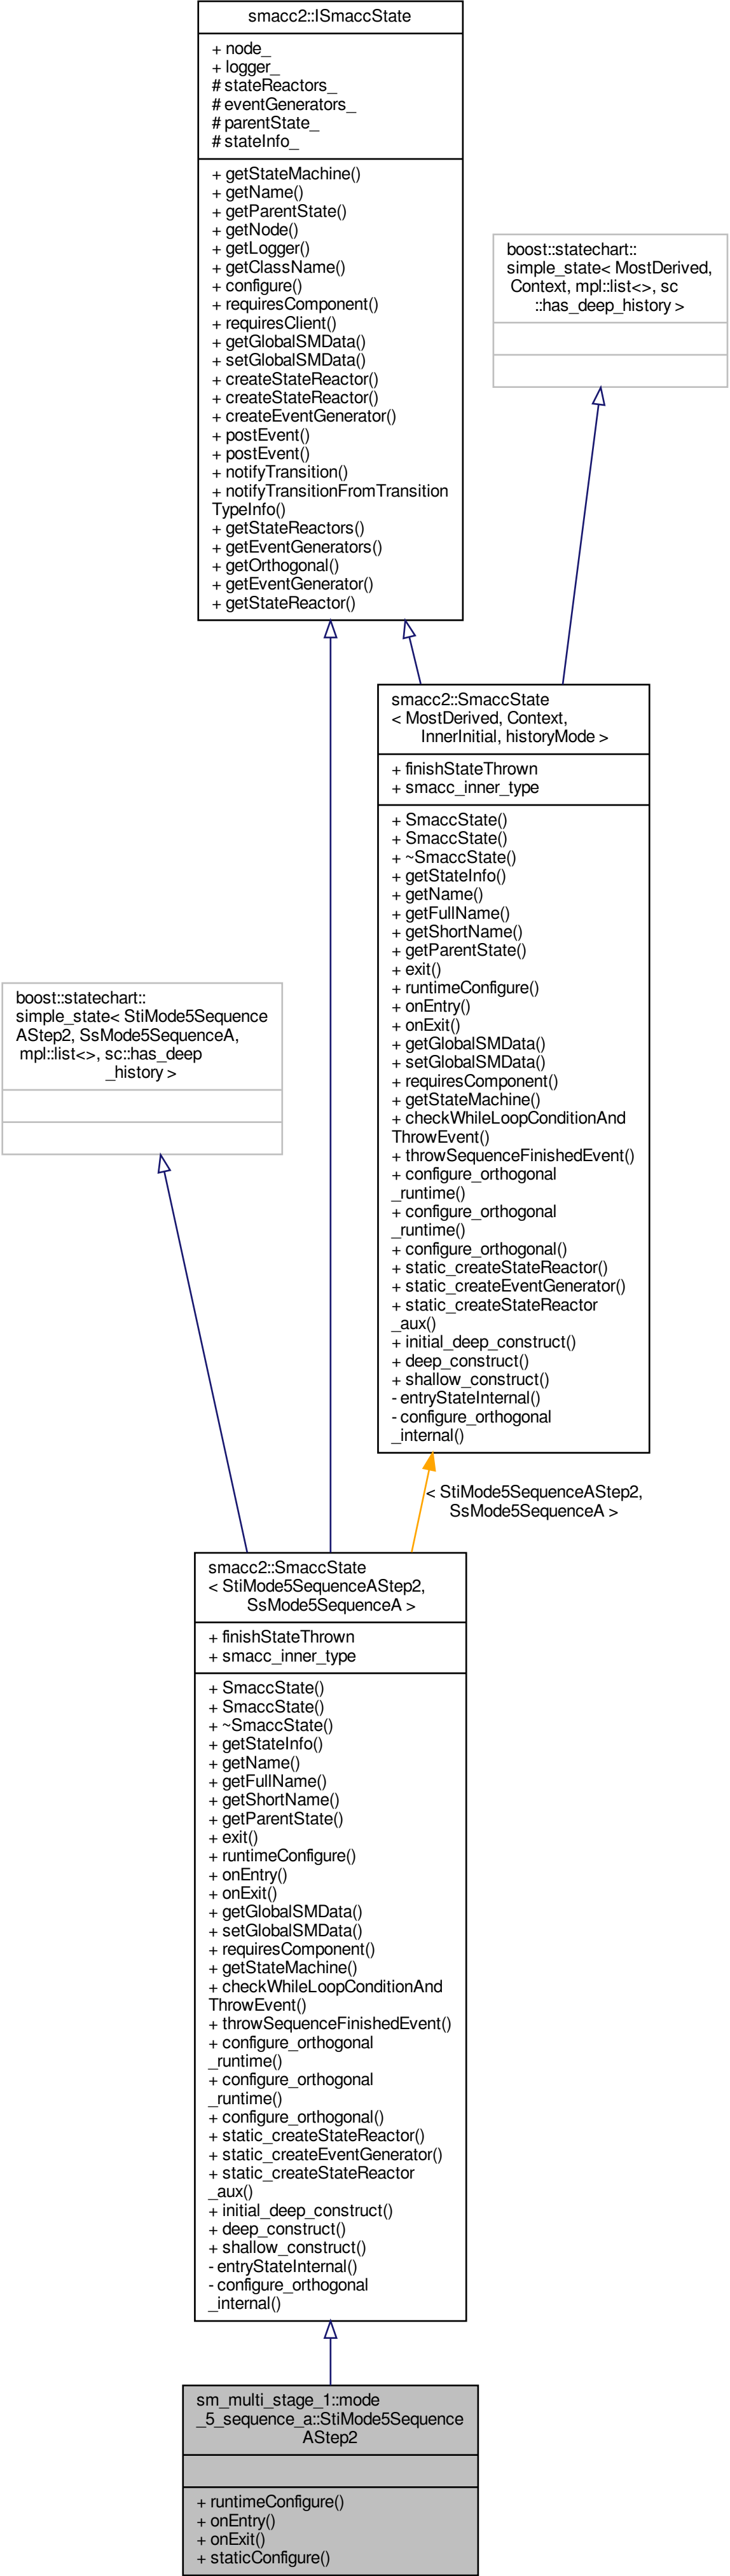 smacc2::ISmaccState
+ node_
+ logger_
# stateReactors_
# eventGenerators_
# parentState_
# stateInfo_
+ getStateMachine()
+ getName()
+ getParentState()
+ getNode()
+ getLogger()
+ getClassName()
+ configure()
+ requiresComponent()
+ requiresClient()
+ getGlobalSMData()
+ setGlobalSMData()
+ createStateReactor()
+ createStateReactor()
+ createEventGenerator()
+ postEvent()
+ postEvent()
+ notifyTransition()
+ notifyTransitionFromTransition
TypeInfo()
+ getStateReactors()
+ getEventGenerators()
+ getOrthogonal()
+ getEventGenerator()
+ getStateReactor()
boost::statechart::
simple_state< MostDerived,
Context, mpl::list<>, sc
::has_deep_history >
smacc2::SmaccState
< MostDerived, Context,
InnerInitial, historyMode >
+ finishStateThrown
+ smacc_inner_type
+ SmaccState()
+ SmaccState()
+ ~SmaccState()
+ getStateInfo()
+ getName()
+ getFullName()
+ getShortName()
+ getParentState()
+ exit()
+ runtimeConfigure()
+ onEntry()
+ onExit()
+ getGlobalSMData()
+ setGlobalSMData()
+ requiresComponent()
+ getStateMachine()
+ checkWhileLoopConditionAnd
ThrowEvent()
+ throwSequenceFinishedEvent()
+ configure_orthogonal
_runtime()
+ configure_orthogonal
_runtime()
+ configure_orthogonal()
+ static_createStateReactor()
+ static_createEventGenerator()
+ static_createStateReactor
_aux()
+ initial_deep_construct()
+ deep_construct()
+ shallow_construct()
- entryStateInternal()
- configure_orthogonal
_internal()
boost::statechart::
simple_state< StiMode5Sequence
AStep2, SsMode5SequenceA,
mpl::list<>, sc::has_deep
_history >
< StiMode5SequenceAStep2,
SsMode5SequenceA >
smacc2::SmaccState
< StiMode5SequenceAStep2,
SsMode5SequenceA >
+ finishStateThrown
+ smacc_inner_type
+ SmaccState()
+ SmaccState()
+ ~SmaccState()
+ getStateInfo()
+ getName()
+ getFullName()
+ getShortName()
+ getParentState()
+ exit()
+ runtimeConfigure()
+ onEntry()
+ onExit()
+ getGlobalSMData()
+ setGlobalSMData()
+ requiresComponent()
+ getStateMachine()
+ checkWhileLoopConditionAnd
ThrowEvent()
+ throwSequenceFinishedEvent()
+ configure_orthogonal
_runtime()
+ configure_orthogonal
_runtime()
+ configure_orthogonal()
+ static_createStateReactor()
+ static_createEventGenerator()
+ static_createStateReactor
_aux()
+ initial_deep_construct()
+ deep_construct()
+ shallow_construct()
- entryStateInternal()
- configure_orthogonal
_internal()
sm_multi_stage_1::mode
_5_sequence_a::StiMode5Sequence
AStep2
+ runtimeConfigure()
+ onEntry()
+ onExit()
+ staticConfigure()